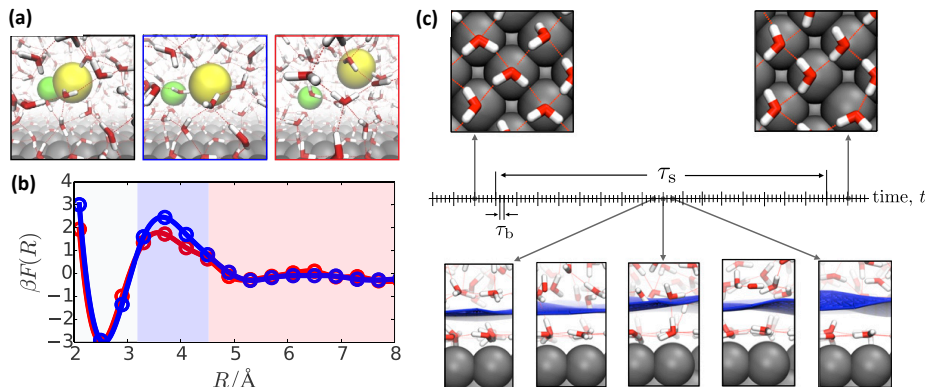 (a)
(b)
4
3
2
1
0
−1
−2
−3
βF(R)
2 3 4 5 6 7 8
R/Å
(c)
τs
time, t
τb